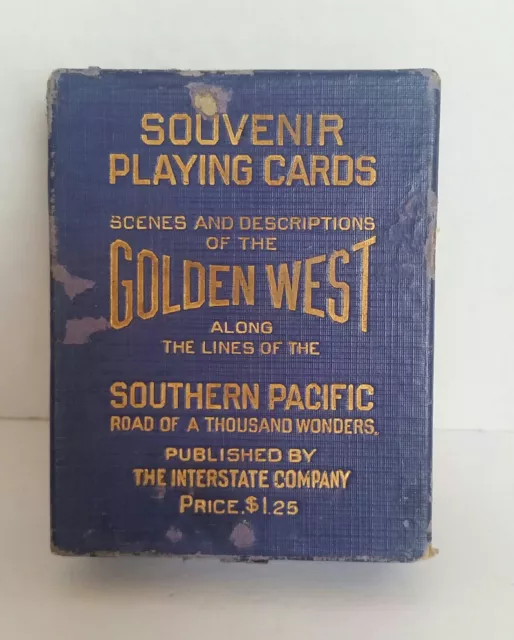 SOUVENIR
PLAYING CARDS
SCENES AND DESCRIPTIONS
OF THE
GOLDEN WEST
ALONG
THE LINES OF THE
SOUTHERN PACIFIC
ROAD OF A THOUSAND WONDERS.
PUBLISHED BY
THE INTERSTATE COMPANY
PRICE.$1.25